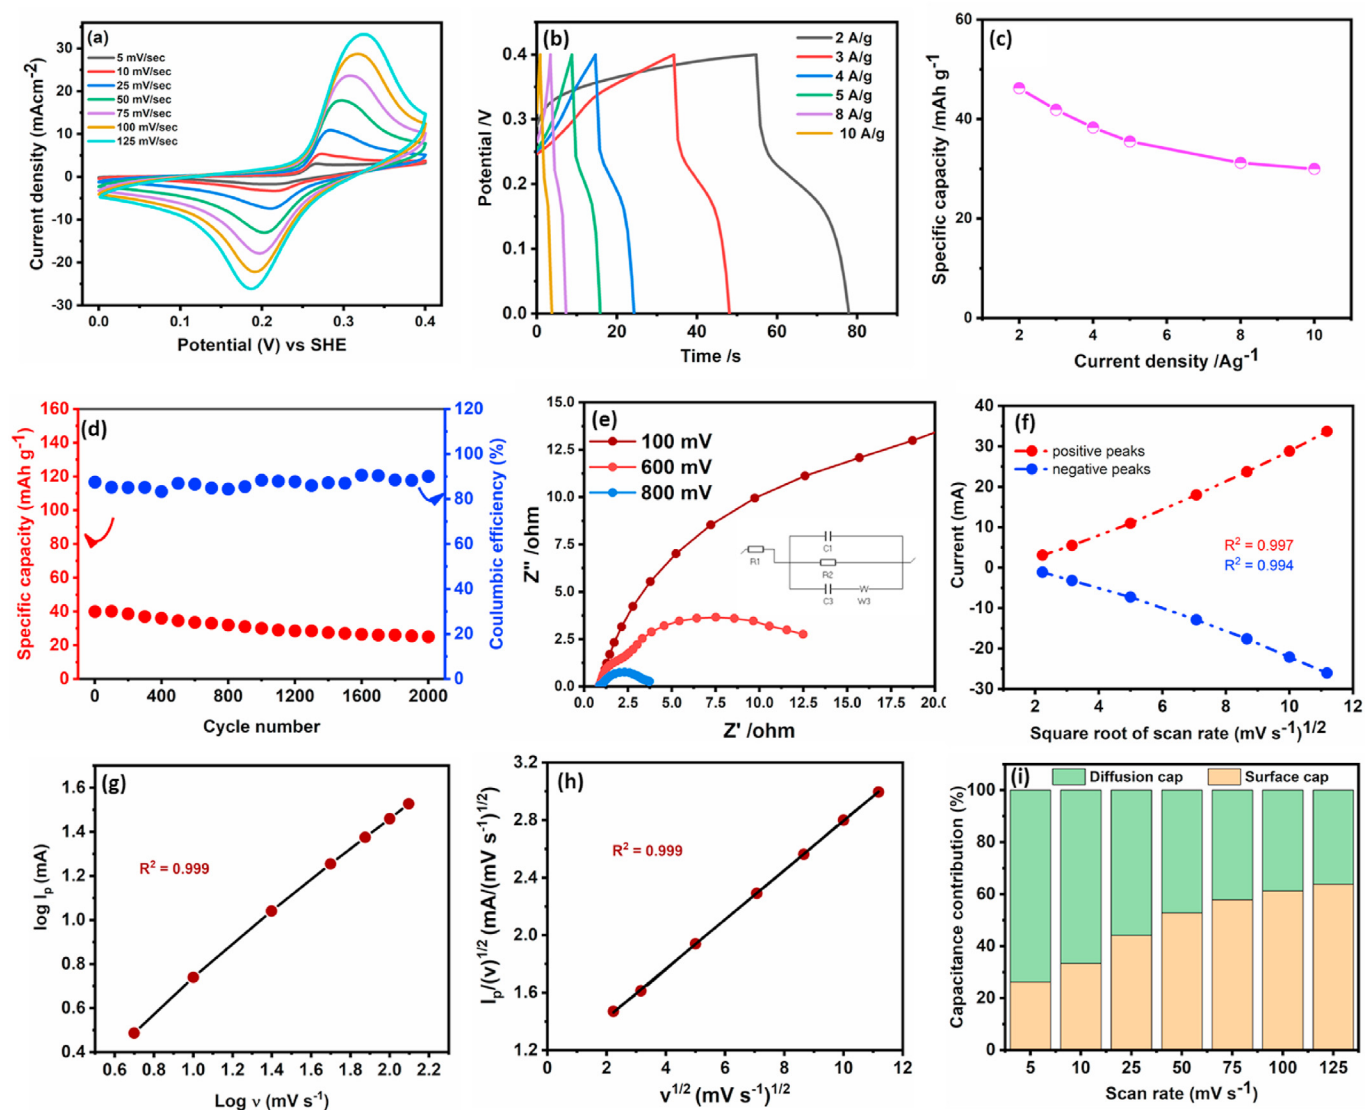 (a)
5 mV/sec
10 mV/sec
25 mV/sec
50 mV/sec
75 mV/sec
100 mV/sec
125 mV/sec
Current density (mAcm-2)
30
20
10
0
-10
-20
-30
0.0 0.1 0.2 0.3 0.4
Potential (V) vs SHE
(b)
2 A/g
3 A/g
4 A/g
5 A/g
8 A/g
10 A/g
Potential /V
0.4
0.3
0.2
0.1
0.0
0 20 40 60 80
Time /s
(c)
Specific capacity /mAh g-1
60
40
20
0
2 4 6 8 10
Current density /Ag-1
(d)
Specific capacity (mAh g-1)
160
140
120
100
80
60
40
20
0
Coulumbic efficiency (%)
120
100
80
60
40
20
0
0 400 800 1200 1600 2000
Cycle number
(e)
100 mV
600 mV
800 mV
Z'' /ohm
15.0
12.5
10.0
7.5
5.0
2.5
0.0
R1
C1
R2
C3
W
W3
0.0 2.5 5.0 7.5 10.0 12.5 15.0 17.5 20.0
Z' /ohm
(f)
positive peaks
negative peaks
R2 = 0.997
R2 = 0.994
Current (mA)
40
30
20
10
0
-10
-20
-30
2 4 6 8 10 12
Square root of scan rate (mV s-1)1/2
(g)
R2 = 0.999
log Ip (mA)
1.6
1.4
1.2
1.0
0.8
0.6
0.4
0.6 0.8 1.0 1.2 1.4 1.6 1.8 2.0 2.2
Log ν (mV s-1)
(h)
R2 = 0.999
Ip/(v)1/2 (mA/(mV s-1)1/2)
3.2
2.8
2.4
2.0
1.6
1.2
0 2 4 6 8 10 12
v1/2 (mV s-1)1/2
(i)
Diffusion cap
Surface cap
Capacitance contribution (%)
100
80
60
40
20
0
5 10 25 50 75 100 125
Scan rate (mV s-1)